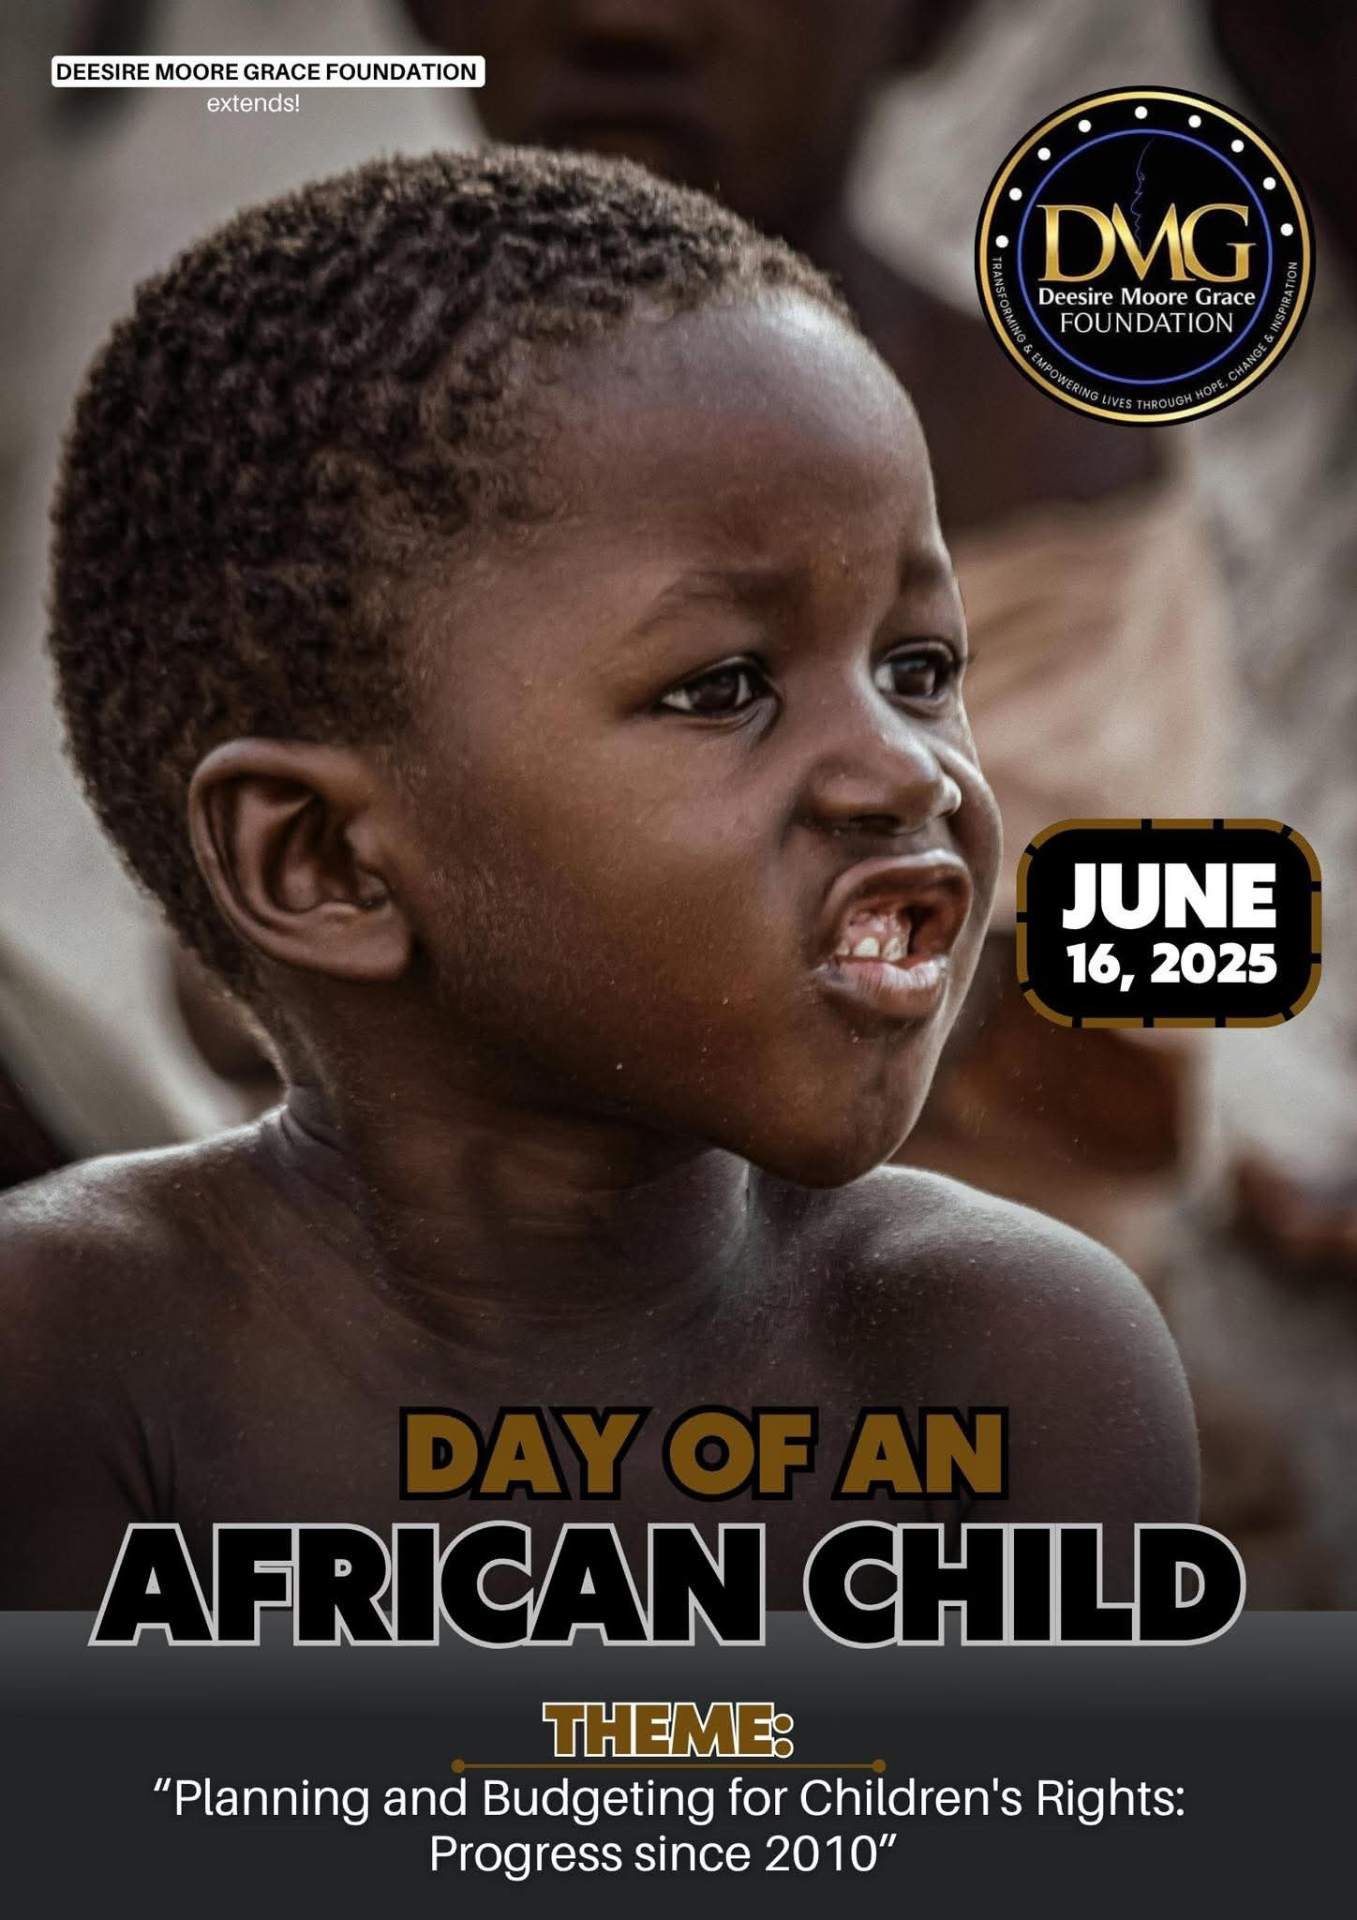 DEESIRE MOORE GRACE FOUNDATION
extends!
DMG
Deesire Moore Grace
FOUNDATION
TRANSFORMING & EMPOWERING LIVES THROUGH HOPE, CHANGE & INSPIRATION
JUNE
16, 2025
DAY OF AN
AFRICAN CHILD
THEME:
“Planning and Budgeting for Children's Rights:
Progress since 2010”